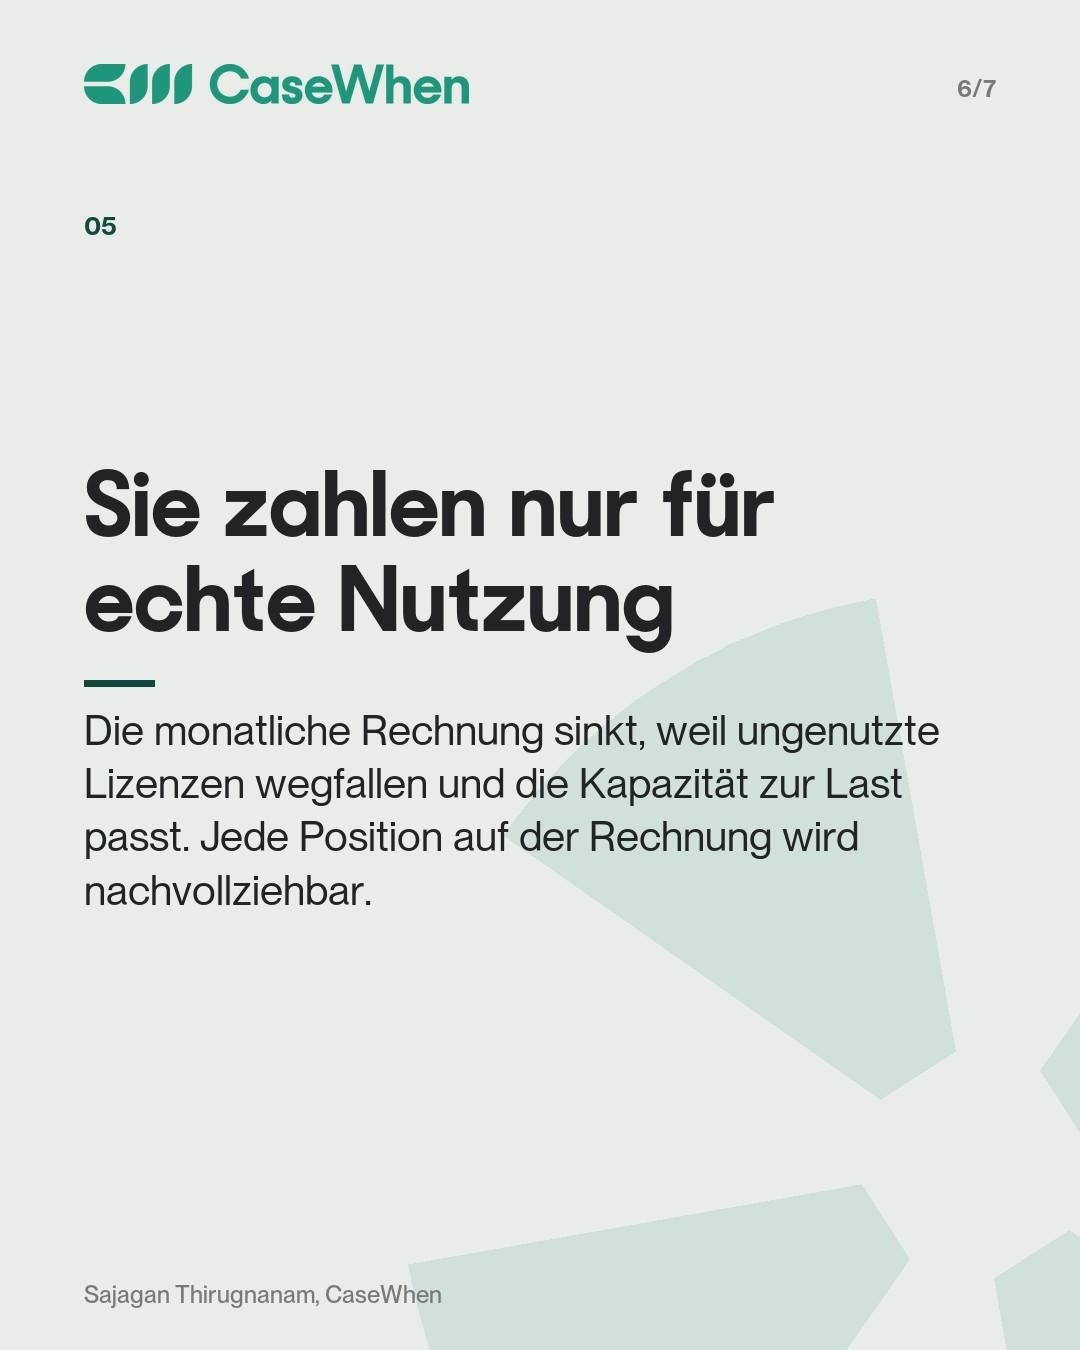 CaseWhen
6/7
05
Sie zahlen nur für
echte Nutzung
Die monatliche Rechnung sinkt, weil ungenutzte
Lizenzen wegfallen und die Kapazität zur Last
passt. Jede Position auf der Rechnung wird
nachvollziehbar.
Sajagan Thirugnanam, CaseWhen